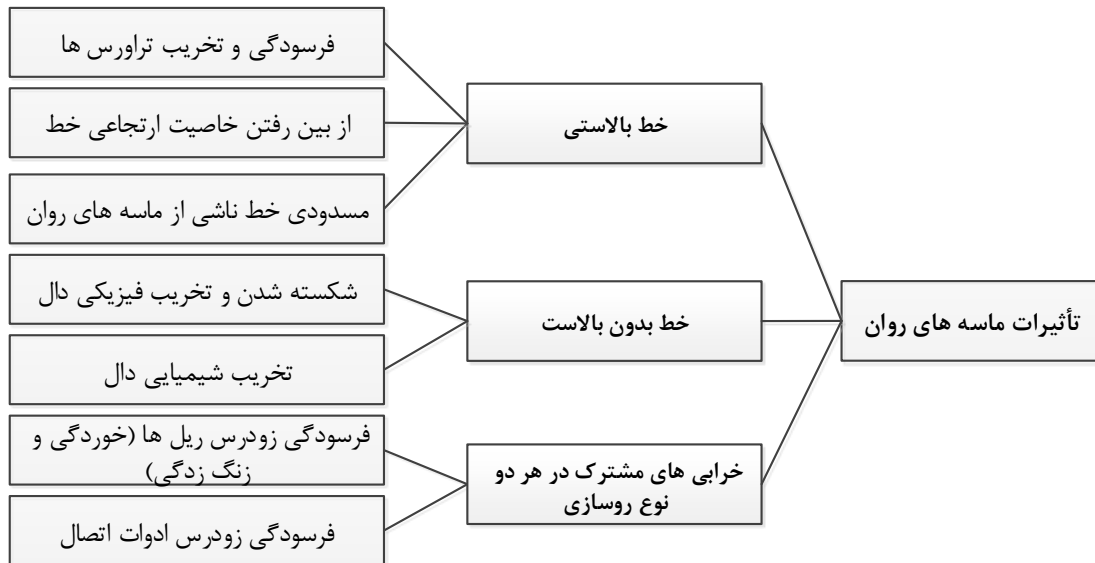 تأثیرات ماسه های روان
خط بالاستی
فرسودگی و تخریب تراورس ها
از بین رفتن خاصیت ارتجاعی خط
مسدودی خط ناشی از ماسه های روان
خط بدون بالاست
شکسته شدن و تخریب فیزیکی دال
تخریب شیمیایی دال
خرابی های مشترک در هر دو
نوع روسازی
فرسودگی زودرس ریل ها (خوردگی و
زنگ زدگی)
فرسودگی زودرس ادوات اتصال